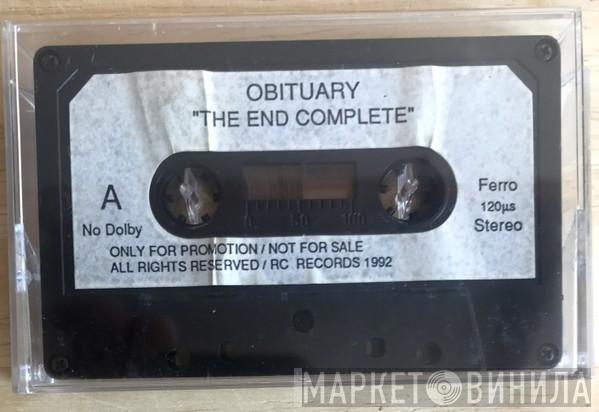 OBITUARY
"THE END COMPLETE"
A
No Dolby
Ferro
120µs
Stereo
0 50 100
ONLY FOR PROMOTION / NOT FOR SALE
ALL RIGHTS RESERVED / RC RECORDS 1992
МАРКЕТ ВИНИЛА